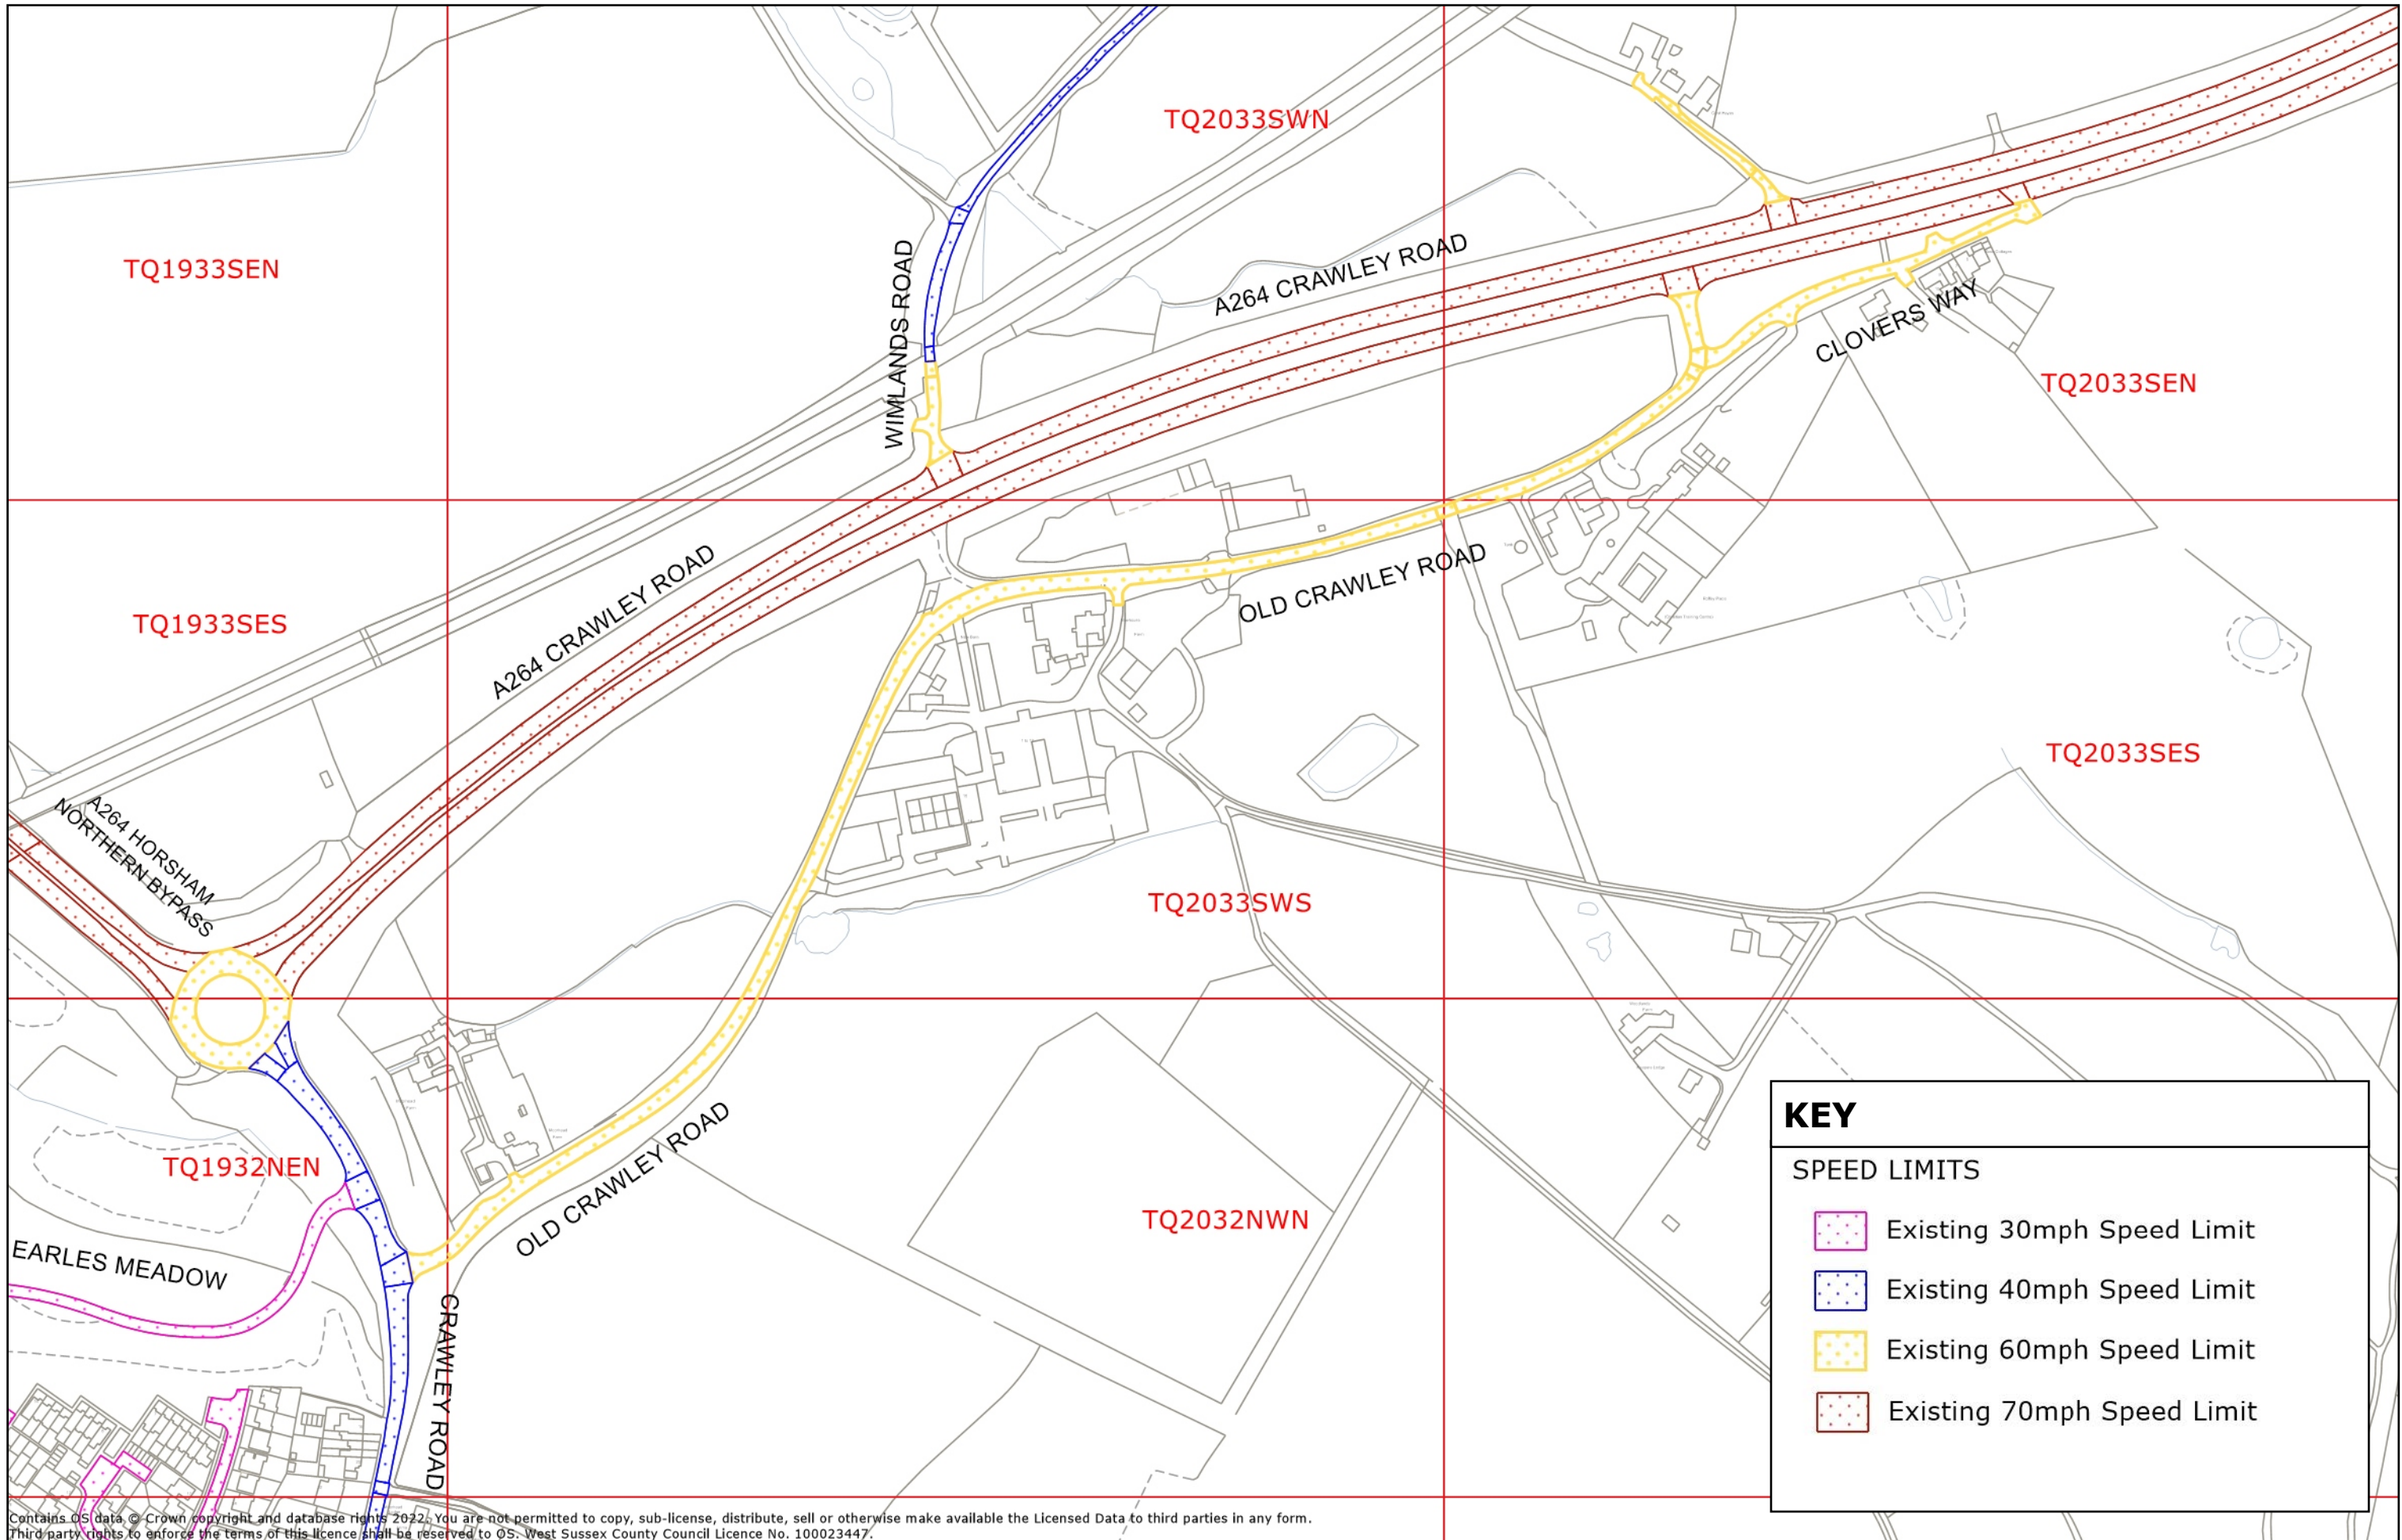 TQ2033SWN
TQ1933SEN
WIMLANDS ROAD
A264 CRAWLEY ROAD
CLOVERS WAY
TQ2033SEN
TQ1933SES
A264 CRAWLEY ROAD
OLD CRAWLEY ROAD
TQ2033SES
A264 HORSHAM
NORTHERN BYPASS
TQ2033SWS
TQ1932NEN
OLD CRAWLEY ROAD
TQ2032NWN
EARLES MEADOW
CRAWLEY ROAD
KEY
SPEED LIMITS
Existing 30mph Speed Limit
Existing 40mph Speed Limit
Existing 60mph Speed Limit
Existing 70mph Speed Limit
Contains OS data © Crown copyright and database rights 2022. You are not permitted to copy, sub-license, distribute, sell or otherwise make available the Licensed Data to third parties in any form.
Third party rights to enforce the terms of this licence shall be reserved to OS. West Sussex County Council Licence No. 100023447.